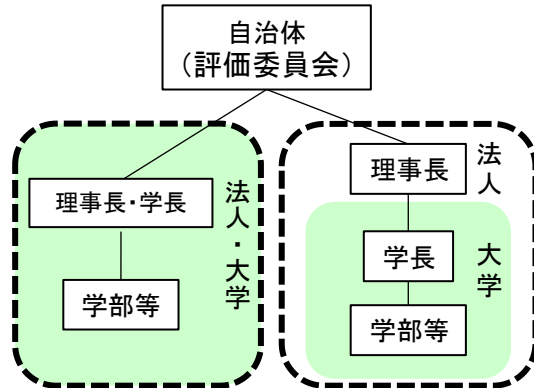 自治体
（評価委員会）
理事長・学長
学部等
法人・大学
理事長
法人
学長
大学
学部等